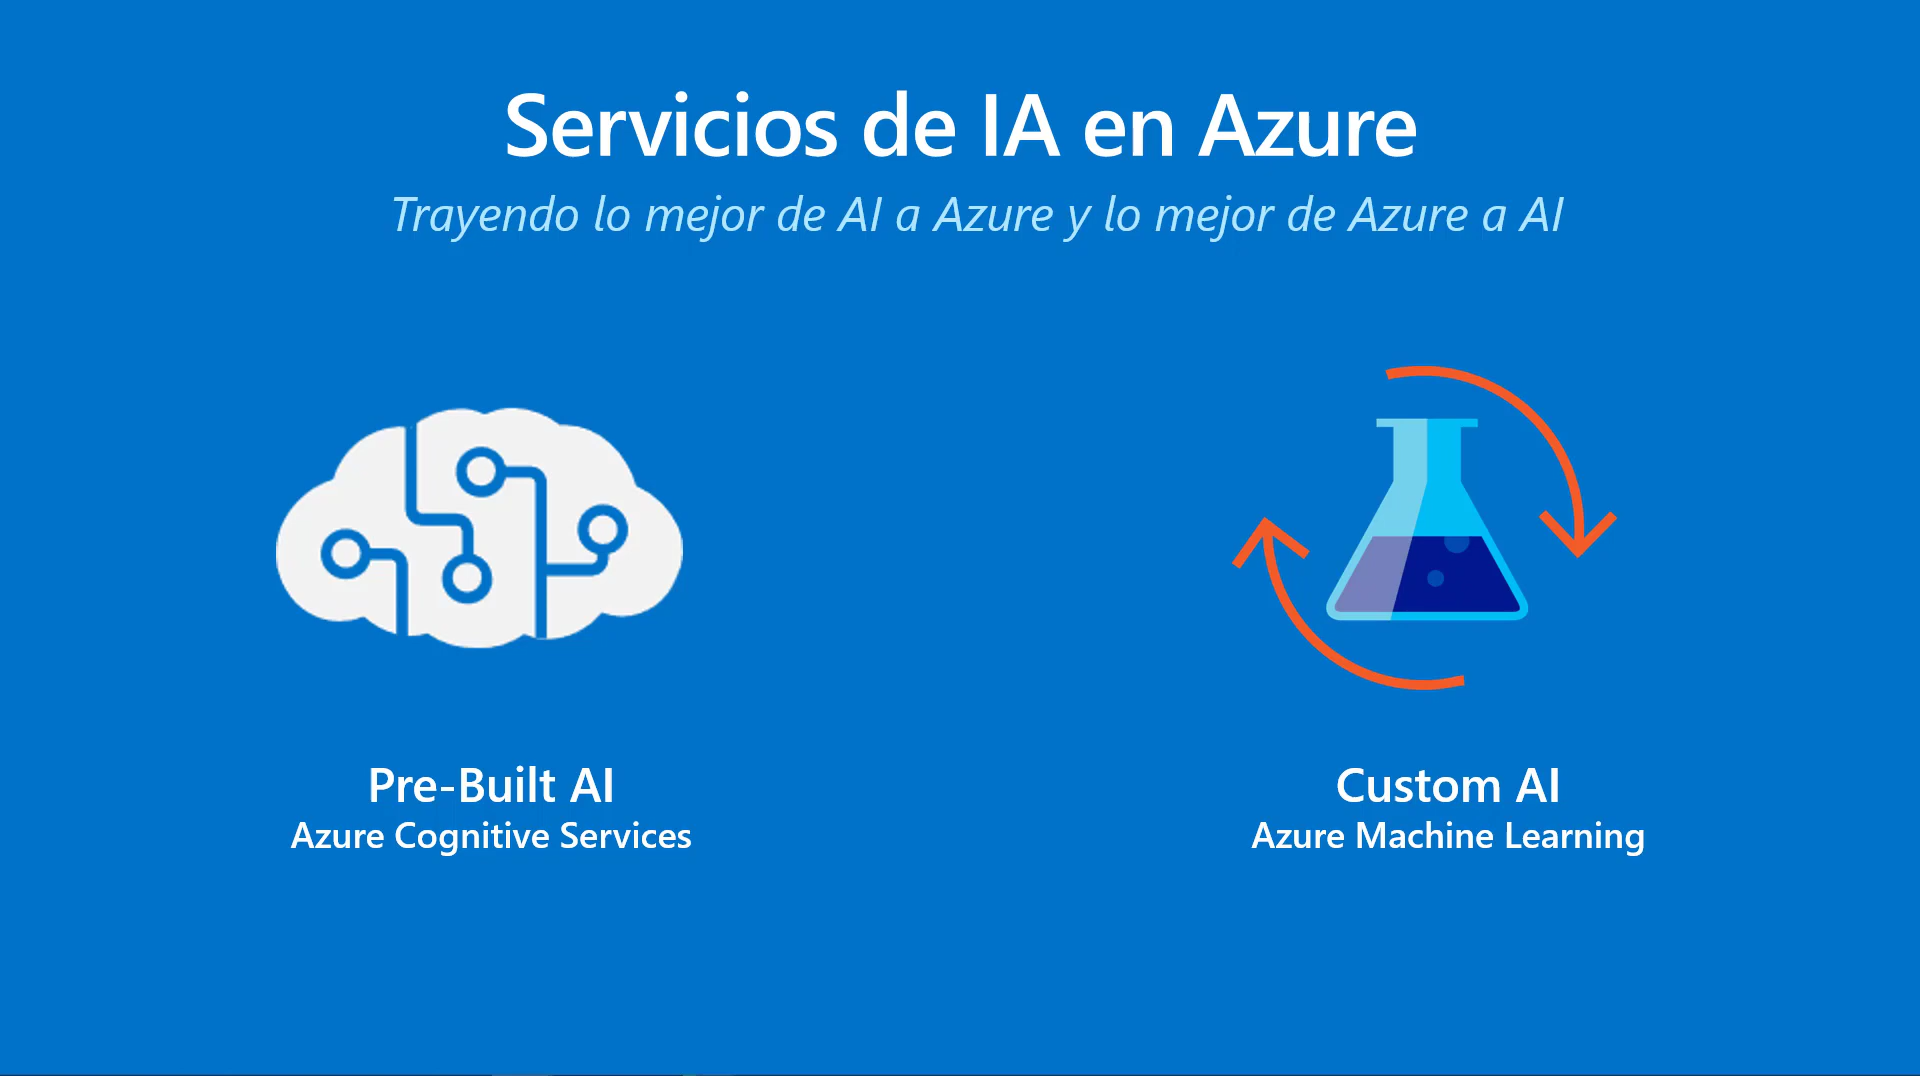 Servicios de IA en Azure
Trayendo lo mejor de AI a Azure y lo mejor de Azure a AI
Pre-Built AI
Azure Cognitive Services
Custom AI
Azure Machine Learning